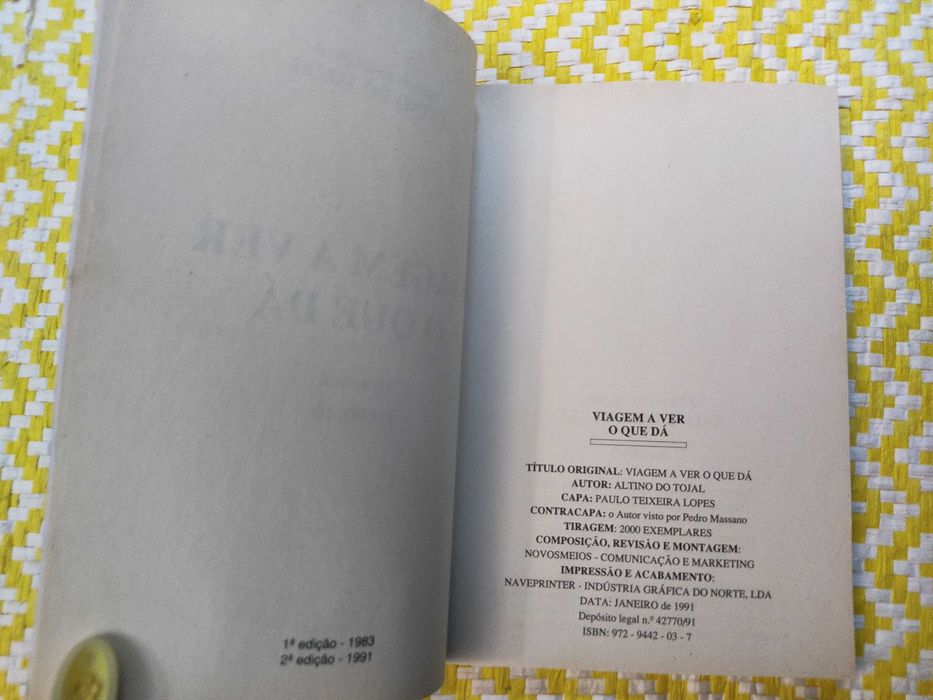 1ª edição - 1983
2ª edição - 1991
VIAGEM A VER
O QUE DÁ
TÍTULO ORIGINAL: VIAGEM A VER O QUE DÁ
AUTOR: ALTINO DO TOJAL
CAPA: PAULO TEIXEIRA LOPES
CONTRACAPA: o Autor visto por Pedro Massano
TIRAGEM: 2000 EXEMPLARES
COMPOSIÇÃO, REVISÃO E MONTAGEM:
NOVOSMEIOS - COMUNICAÇÃO E MARKETING
IMPRESSÃO E ACABAMENTO:
NAVEPRINTER - INDÚSTRIA GRÁFICA DO NORTE, LDA
DATA: JANEIRO de 1991
Depósito legal n.º 42770/91
ISBN: 972 - 9442 - 03 - 7